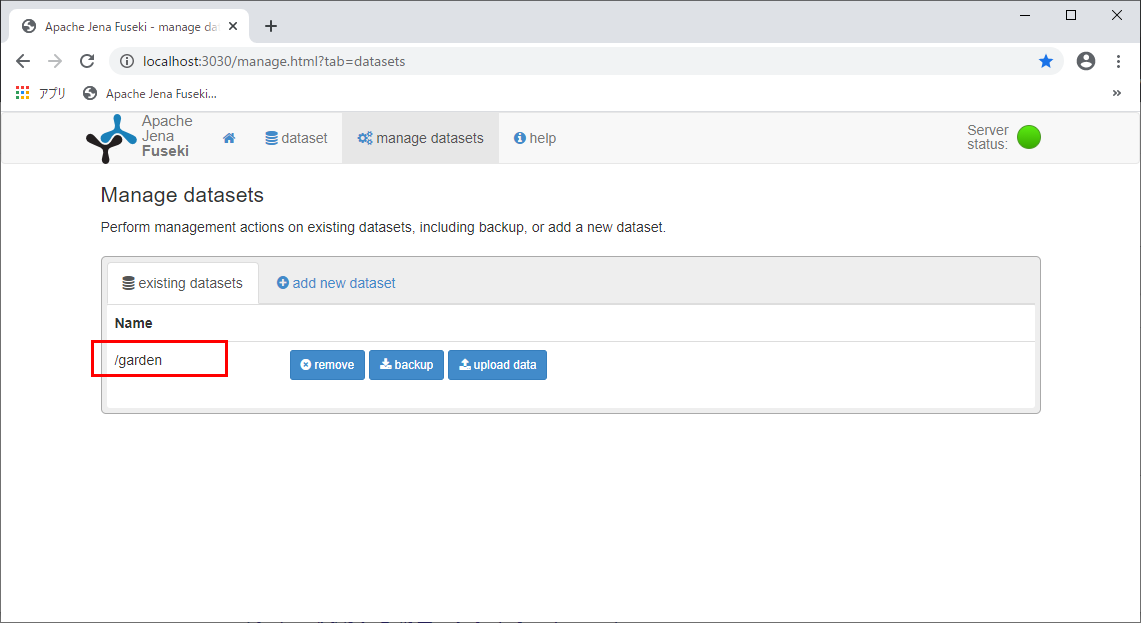 Apache Jena Fuseki - manage da
localhost:3030/manage.html?tab=datasets
アプリ Apache Jena Fuseki... »
Apache
Jena
Fuseki
dataset manage datasets help
Server
status:
Manage datasets
Perform management actions on existing datasets, including backup, or add a new dataset.
existing datasets add new dataset
Name
/garden remove backup upload data